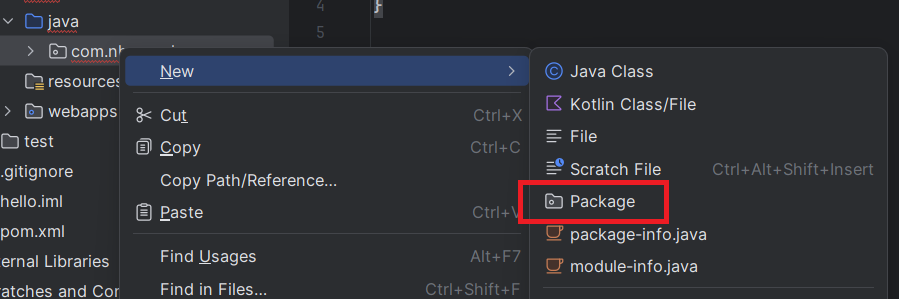 4
}
java
5
com.nh
New
Java Class
resources
Kotlin Class/File
webapps
Cut
Ctrl+X
File
test
Copy
Ctrl+C
Scratch File
Ctrl+Alt+Shift+Insert
.gitignore
Copy Path/Reference...
hello.iml
Package
Paste
Ctrl+V
pom.xml
package-info.java
ternal Libraries
Find Usages
Alt+F7
module-info.java
ratches and Con
Find in Files...
Ctrl+Shift+F